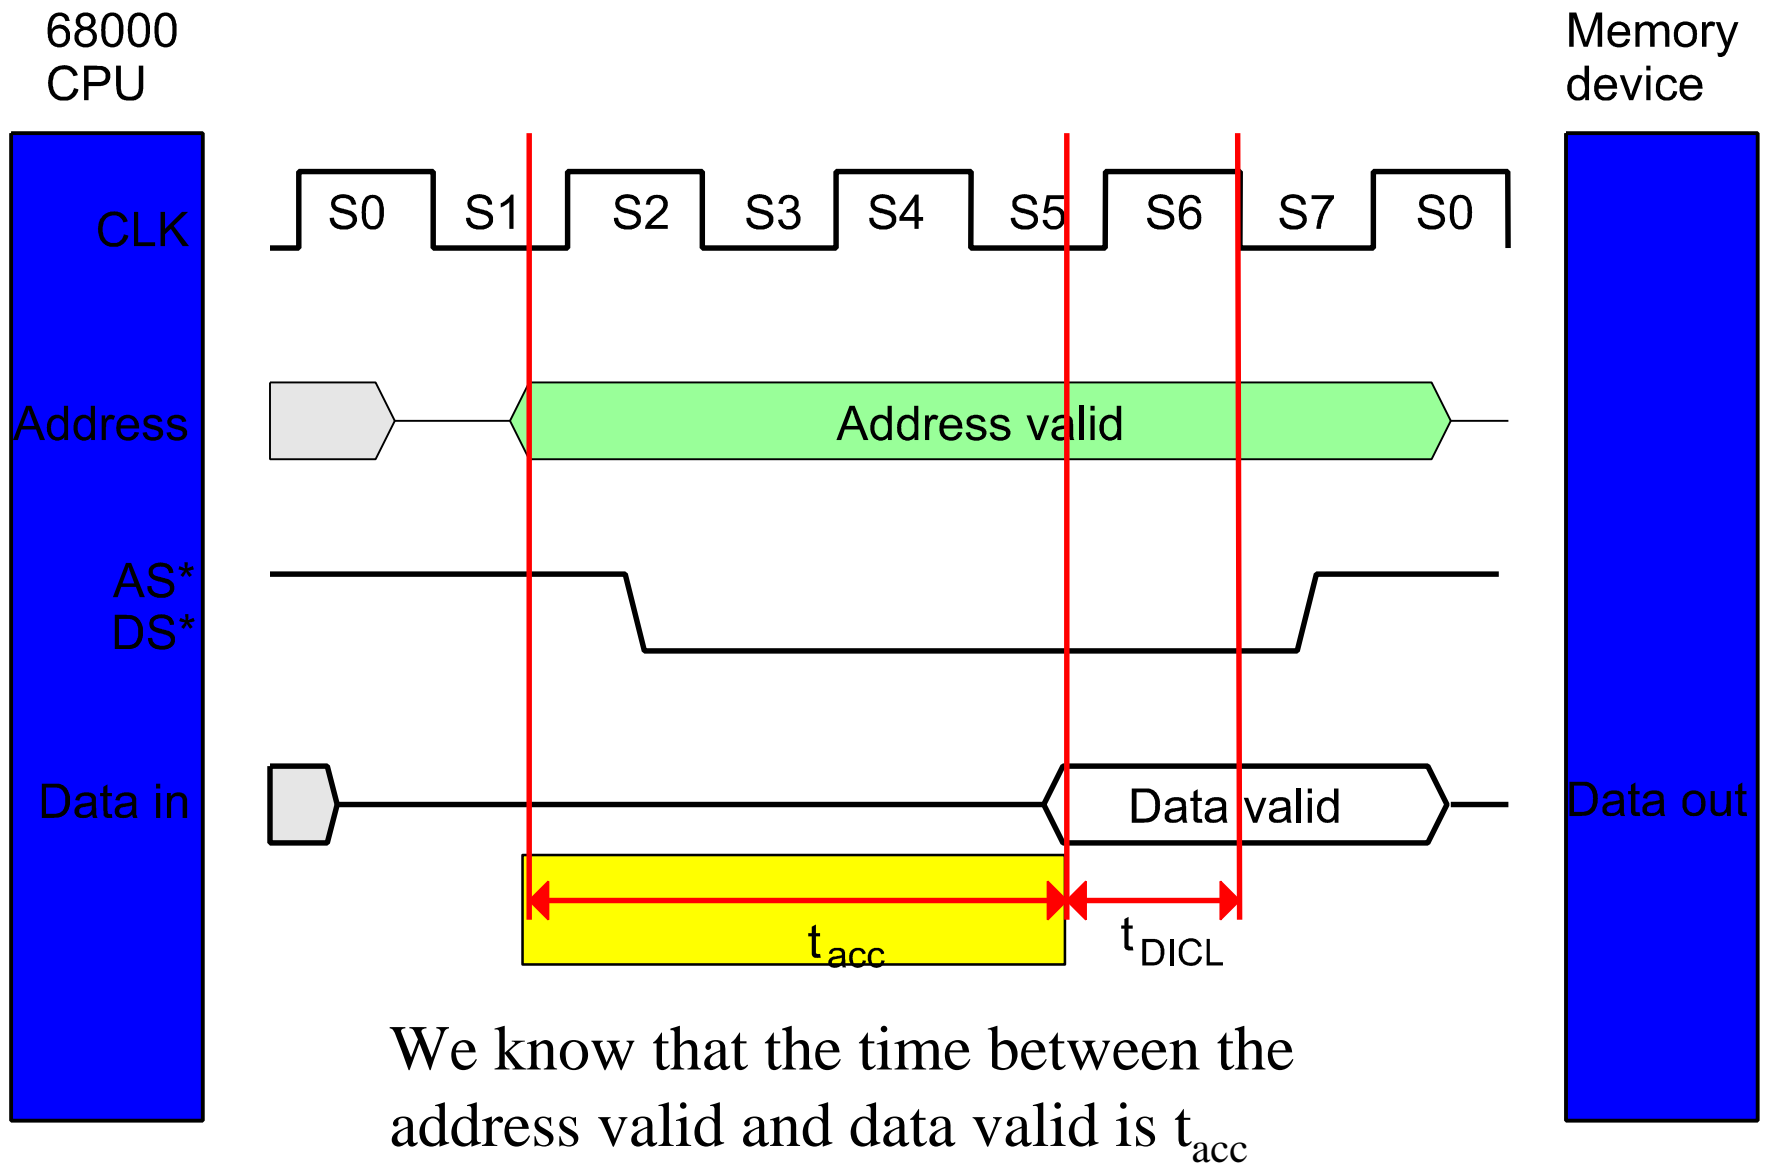 68000
CPU
Memory
device
CLK
S0 S1 S2 S3 S4 S5 S6 S7 S0
Address
Address valid
AS*
DS*
Data in
Data valid
Data out
t acc
t DICL
We know that the time between the
address valid and data valid is tacc